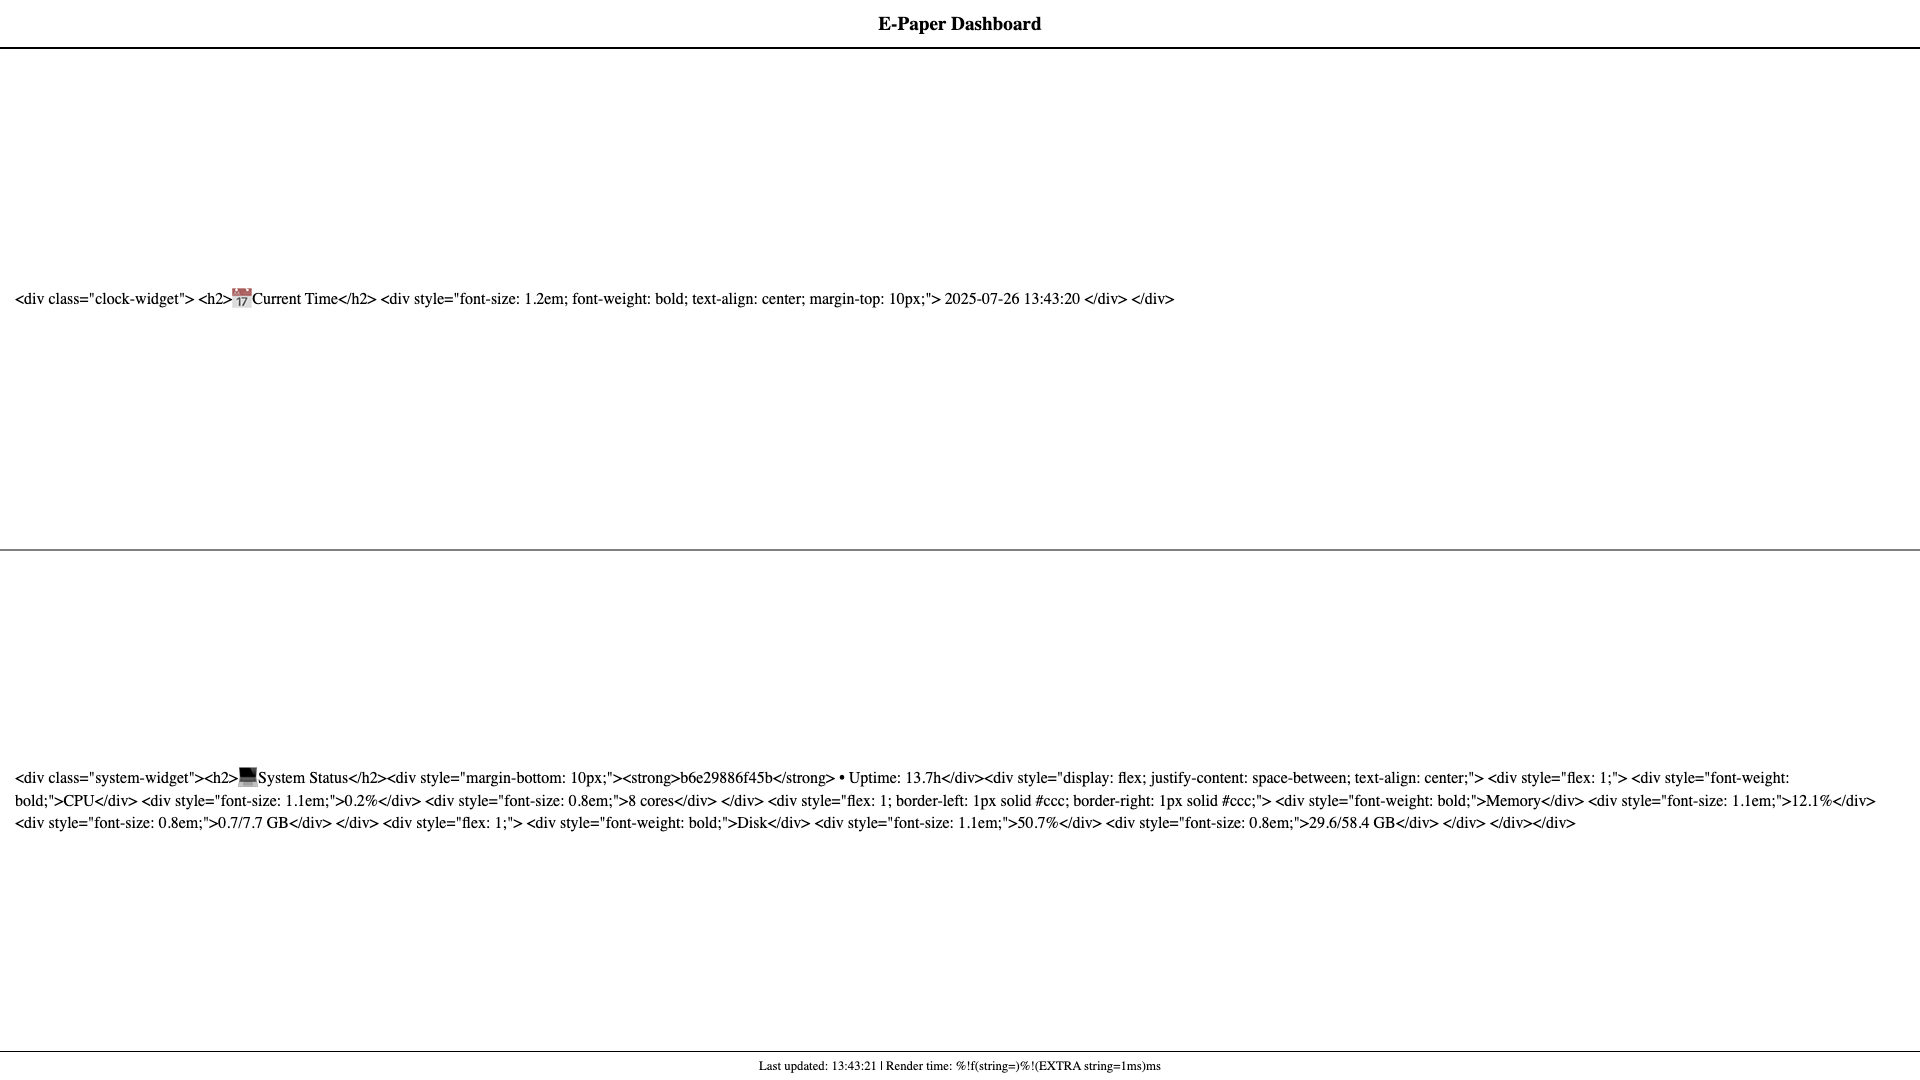 E-Paper Dashboard
<div class="clock-widget"> <h2>📅Current Time</h2> <div style="font-size: 1.2em; font-weight: bold; text-align: center; margin-top: 10px;"> 2025-07-26 13:43:20 </div> </div>
<div class="system-widget"><h2>💻System Status</h2><div style="margin-bottom: 10px;"><strong>b6e29886f45b</strong> • Uptime: 13.7h</div><div style="display: flex; justify-content: space-between; text-align: center;"> <div style="flex: 1;"> <div style="font-weight:
bold;">CPU</div> <div style="font-size: 1.1em;">0.2%</div> <div style="font-size: 0.8em;">8 cores</div> </div> <div style="flex: 1; border-left: 1px solid #ccc; border-right: 1px solid #ccc;"> <div style="font-weight: bold;">Memory</div> <div style="font-size: 1.1em;">12.1%</div>
<div style="font-size: 0.8em;">0.7/7.7 GB</div> </div> <div style="flex: 1;"> <div style="font-weight: bold;">Disk</div> <div style="font-size: 1.1em;">50.7%</div> <div style="font-size: 0.8em;">29.6/58.4 GB</div> </div> </div></div>
Last updated: 13:43:21 | Render time: %!f(string=)%!(EXTRA string=1ms)ms